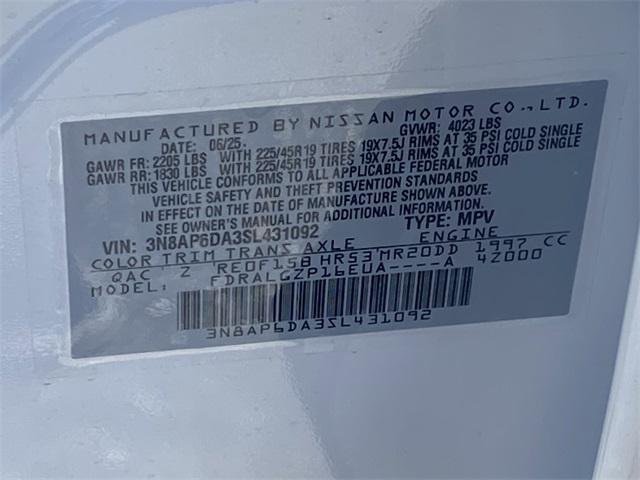 MANUFACTURED BY NISSAN MOTOR CO.,LTD.
DATE: 06/25 GVWR: 4023 LBS
GAWR FR: 2205 LBS WITH 225/45R19 TIRES 19X7.5J RIMS AT 35 PSI COLD SINGLE
GAWR RR: 1830 LBS WITH 225/45R19 TIRES 19X7.5J RIMS AT 35 PSI COLD SINGLE
THIS VEHICLE CONFORMS TO ALL APPLICABLE FEDERAL MOTOR
VEHICLE SAFETY AND THEFT PREVENTION STANDARDS
IN EFFECT ON THE DATE OF MANUFACTURE SHOWN ABOVE.
SEE OWNER'S MANUAL FOR ADDITIONAL INFORMATION.
VIN: 3N8AP6DA3SL431092 TYPE: MPV
COLOR TRIM TRANS AXLE ENGINE
QAC Z RE0F15B HR53 MR20DD 1997 CC
MODEL: FDRALGZP16EUA----A 4Z000
3N8AP6DA3SL431092